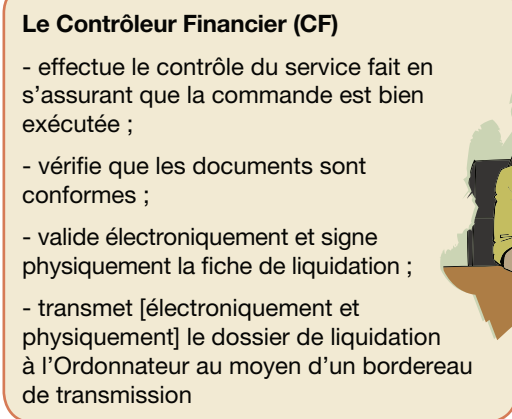 Le Contrôleur Financier (CF)
- effectue le contrôle du service fait en
s’assurant que la commande est bien
exécutée ;
- vérifie que les documents sont
conformes ;
- valide électroniquement et signe
physiquement la fiche de liquidation ;
- transmet [électroniquement et
physiquement] le dossier de liquidation
à l’Ordonnateur au moyen d’un bordereau
de transmission